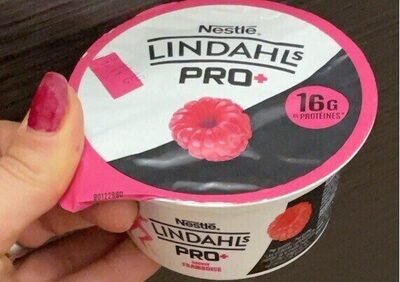 Nestlé
LINDAHLS
PRO+
16G
DE PROTÉINES*
Nestlé
LINDAHLS
PRO+
FRAMBOISE